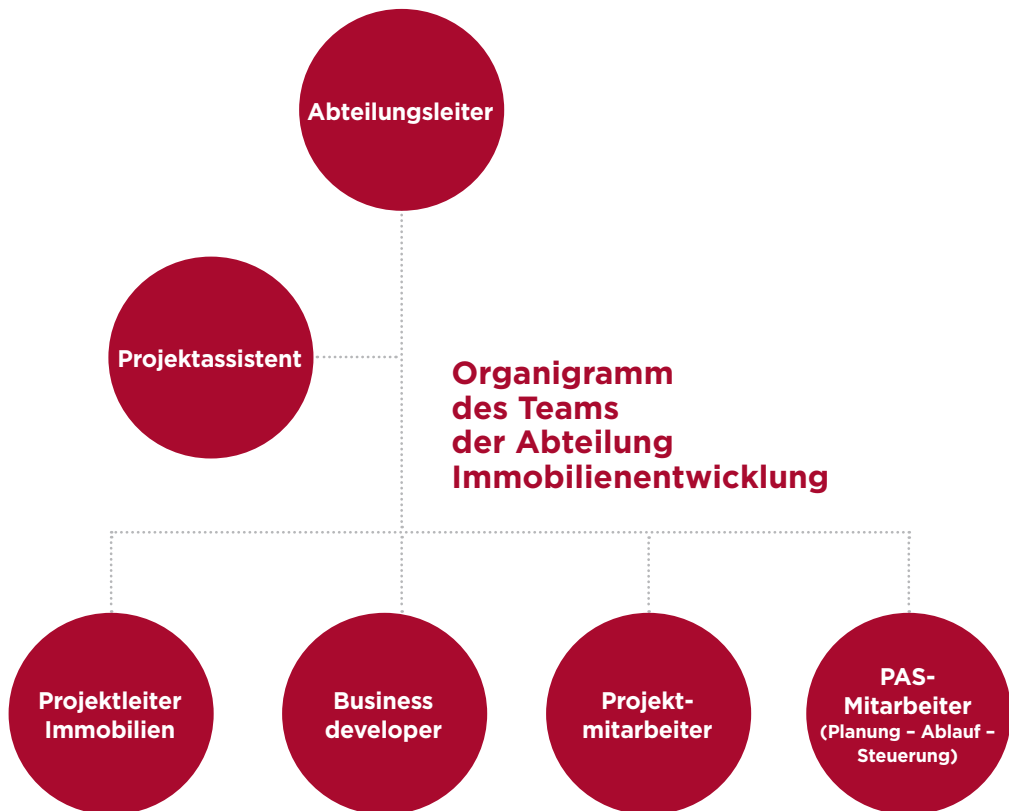 Abteilungsleiter
Projektassistent
Organigramm
des Teams
der Abteilung
Immobilienentwicklung
Projektleiter
Immobilien
Business
developer
Projekt-
mitarbeiter
PAS-
Mitarbeiter
(Planung – Ablauf –
Steuerung)